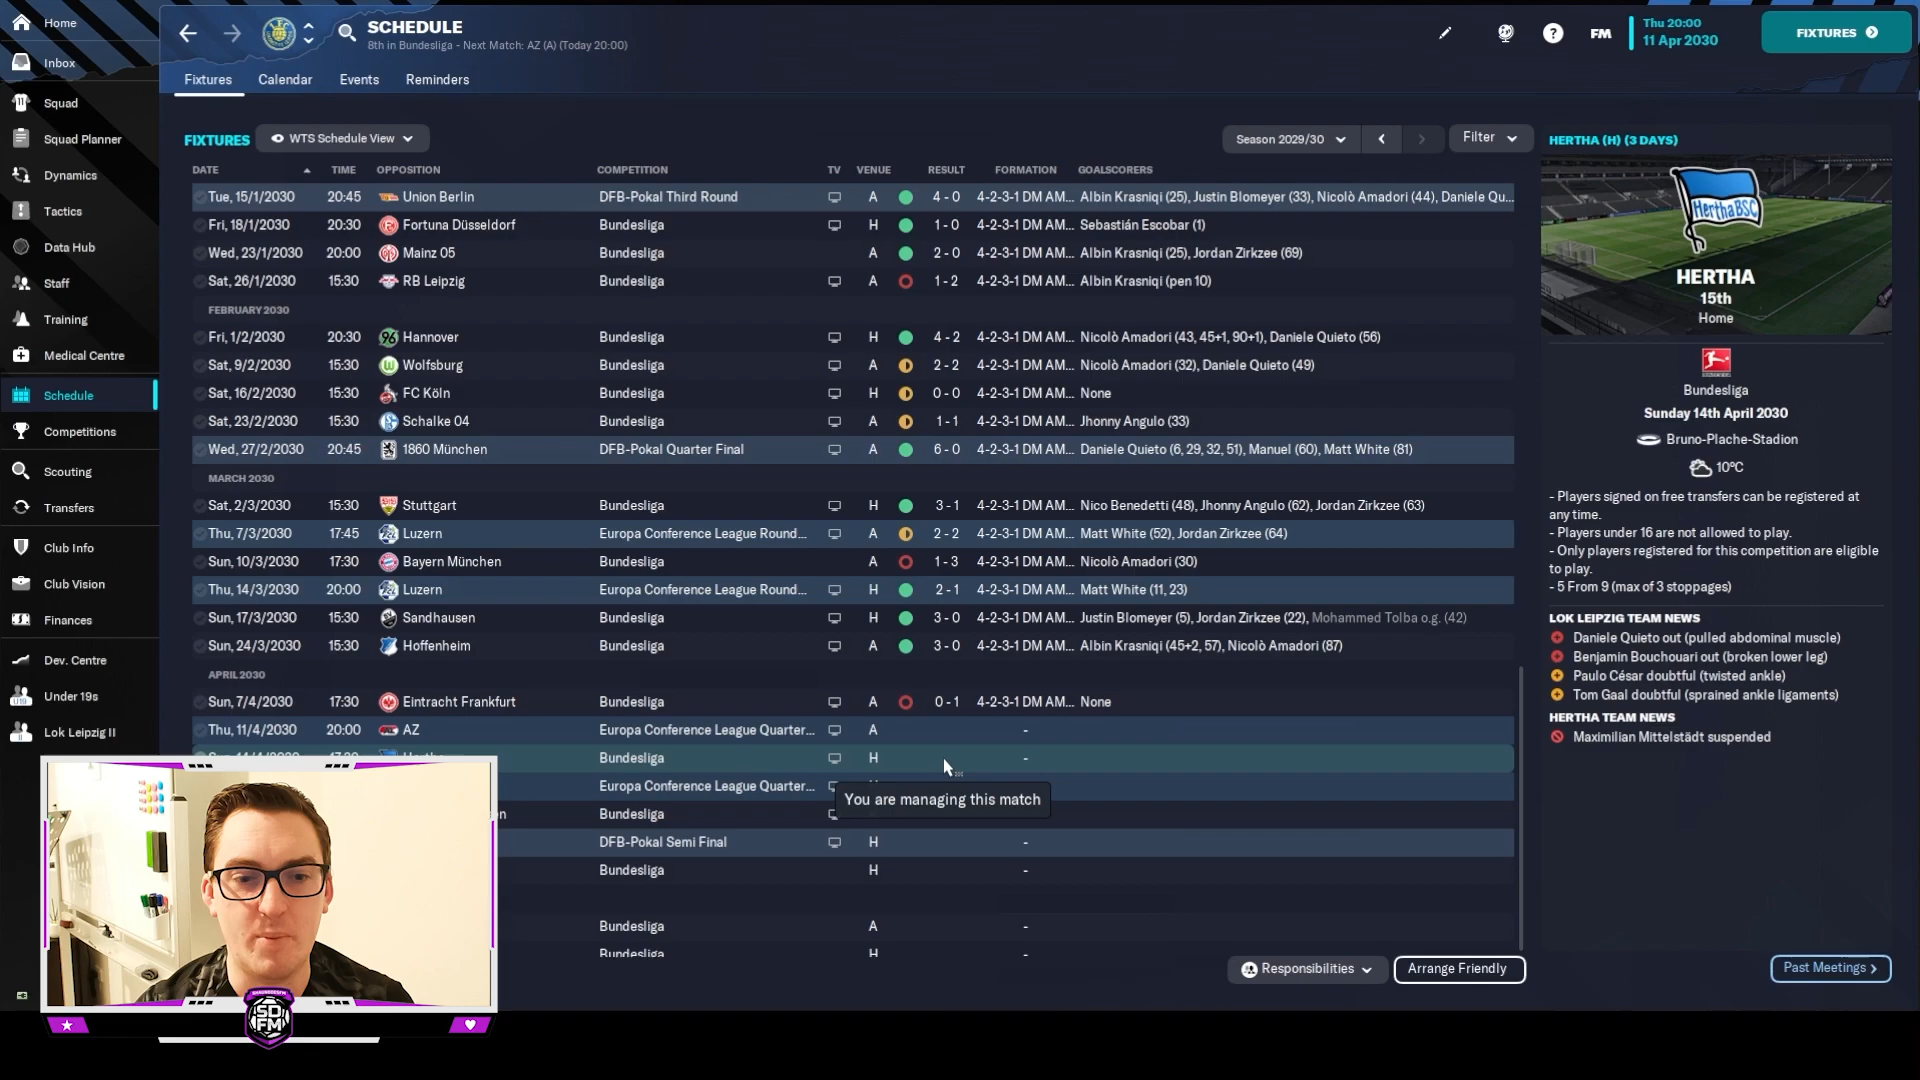 Home
Inbox
Squad
Squad Planner
Dynamics
Tactics
Data Hub
Staff
Training
Medical Centre
Schedule
Competitions
Scouting
Transfers
Club Info
Club Vision
Finances
Dev. Centre
Under 19s
Lok Leipzig II
SCHEDULE
8th in Bundesliga - Next Match: AZ (A) (Today 20:00)
FM
Thu 20:00
11 Apr 2030
FIXTURES
Fixtures Calendar Events Reminders
FIXTURES WTS Schedule View
Season 2029/30 Filter
DATE TIME OPPOSITION COMPETITION TV VENUE RESULT FORMATION GOALSCORERS
Tue, 15/1/2030 20:45 Union Berlin DFB-Pokal Third Round A 4 - 0 4-2-3-1 DM AM... Albin Krasniqi (25), Justin Blomeyer (33), Nicolò Amadori (44), Daniele Qu...
Fri, 18/1/2030 20:30 Fortuna Düsseldorf Bundesliga H 1 - 0 4-2-3-1 DM AM... Sebastián Escobar (1)
Wed, 23/1/2030 20:00 Mainz 05 Bundesliga A 2 - 0 4-2-3-1 DM AM... Albin Krasniqi (25), Jordan Zirkzee (69)
Sat, 26/1/2030 15:30 RB Leipzig Bundesliga A 1 - 2 4-2-3-1 DM AM... Albin Krasniqi (pen 10)
FEBRUARY 2030
Fri, 1/2/2030 20:30 Hannover Bundesliga H 4 - 2 4-2-3-1 DM AM... Nicolò Amadori (43, 45+1, 90+1), Daniele Quieto (56)
Sat, 9/2/2030 15:30 Wolfsburg Bundesliga A 2 - 2 4-2-3-1 DM AM... Nicolò Amadori (32), Daniele Quieto (49)
Sat, 16/2/2030 15:30 FC Köln Bundesliga H 0 - 0 4-2-3-1 DM AM... None
Sat, 23/2/2030 15:30 Schalke 04 Bundesliga A 1 - 1 4-2-3-1 DM AM... Jhonny Angulo (33)
Wed, 27/2/2030 20:45 1860 München DFB-Pokal Quarter Final A 6 - 0 4-2-3-1 DM AM... Daniele Quieto (6, 29, 32, 51), Manuel (60), Matt White (81)
MARCH 2030
Sat, 2/3/2030 15:30 Stuttgart Bundesliga H 3 - 1 4-2-3-1 DM AM... Nico Benedetti (48), Jhonny Angulo (62), Jordan Zirkzee (63)
Thu, 7/3/2030 17:45 Luzern Europa Conference League Round... A 2 - 2 4-2-3-1 DM AM... Matt White (52), Jordan Zirkzee (64)
Sun, 10/3/2030 17:30 Bayern München Bundesliga A 1 - 3 4-2-3-1 DM AM... Nicolò Amadori (30)
Thu, 14/3/2030 20:00 Luzern Europa Conference League Round... H 2 - 1 4-2-3-1 DM AM... Matt White (11, 23)
Sun, 17/3/2030 15:30 Sandhausen Bundesliga H 3 - 0 4-2-3-1 DM AM... Justin Blomeyer (5), Jordan Zirkzee (22), Mohammed Tolba o.g. (42)
Sun, 24/3/2030 15:30 Hoffenheim Bundesliga A 3 - 0 4-2-3-1 DM AM... Albin Krasniqi (45+2, 57), Nicolò Amadori (87)
APRIL 2030
Sun, 7/4/2030 17:30 Eintracht Frankfurt Bundesliga A 0 - 1 4-2-3-1 DM AM... None
Thu, 11/4/2030 20:00 AZ Europa Conference League Quarter... A -
Bundesliga H -
Europa Conference League Quarter...
You are managing this match
Bundesliga
DFB-Pokal Semi Final H -
Bundesliga H -
Bundesliga A -
Bundesliga H -
Responsibilities Arrange Friendly
HERTHA (H) (3 DAYS)
Hertha BSC
HERTHA
15th
Home
Bundesliga
Sunday 14th April 2030
Bruno-Plache-Stadion
10°C
- Players signed on free transfers can be registered at
any time.
- Players under 16 are not allowed to play.
- Only players registered for this competition are eligible
to play.
- 5 From 9 (max of 3 stoppages)
LOK LEIPZIG TEAM NEWS
Daniele Quieto out (pulled abdominal muscle)
Benjamin Bouchouari out (broken lower leg)
Paulo César doubtful (twisted ankle)
Tom Gaal doubtful (sprained ankle ligaments)
HERTHA TEAM NEWS
Maximilian Mittelstädt suspended
Past Meetings
SD
FM